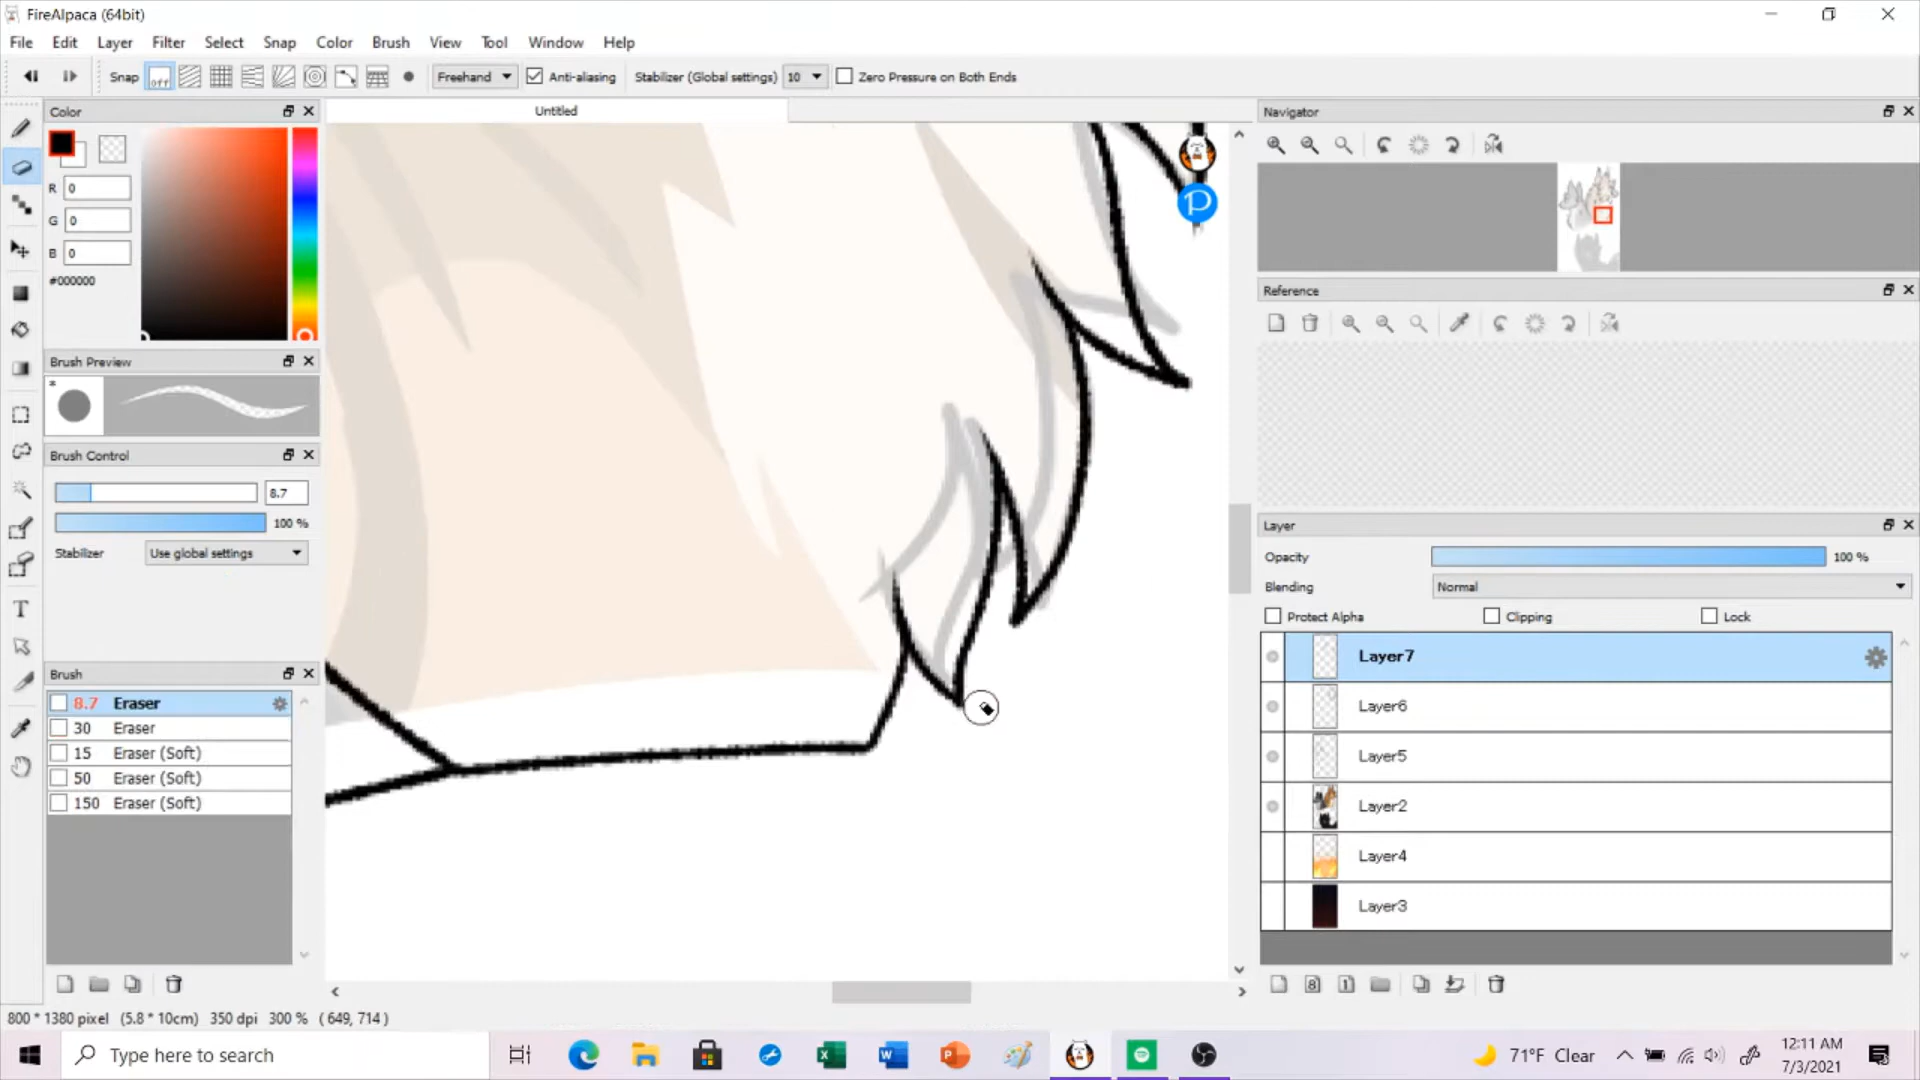 FireAlpaca (64bit)
File Edit Layer Filter Select Snap Color Brush View Tool Window Help
Snap off Freehand Anti-aliasing Stabilizer (Global settings) 10 Zero Pressure on Both Ends
Color
R 0
G 0
B 0
#000000
Brush Preview
Brush Control
8.7
100 %
Stabilizer Use global settings
Brush
8.7 Eraser
30 Eraser
15 Eraser (Soft)
50 Eraser (Soft)
150 Eraser (Soft)
Untitled
P
Navigator
Reference
Layer
Opacity 100 %
Blending Normal
Protect Alpha Clipping Lock
Layer7
Layer6
Layer5
Layer2
Layer4
Layer3
8 1
T
800 * 1380 pixel (5.8 * 10cm) 350 dpi 300 % ( 649, 714 )
Type here to search
71°F Clear
12:11 AM
7/3/2021